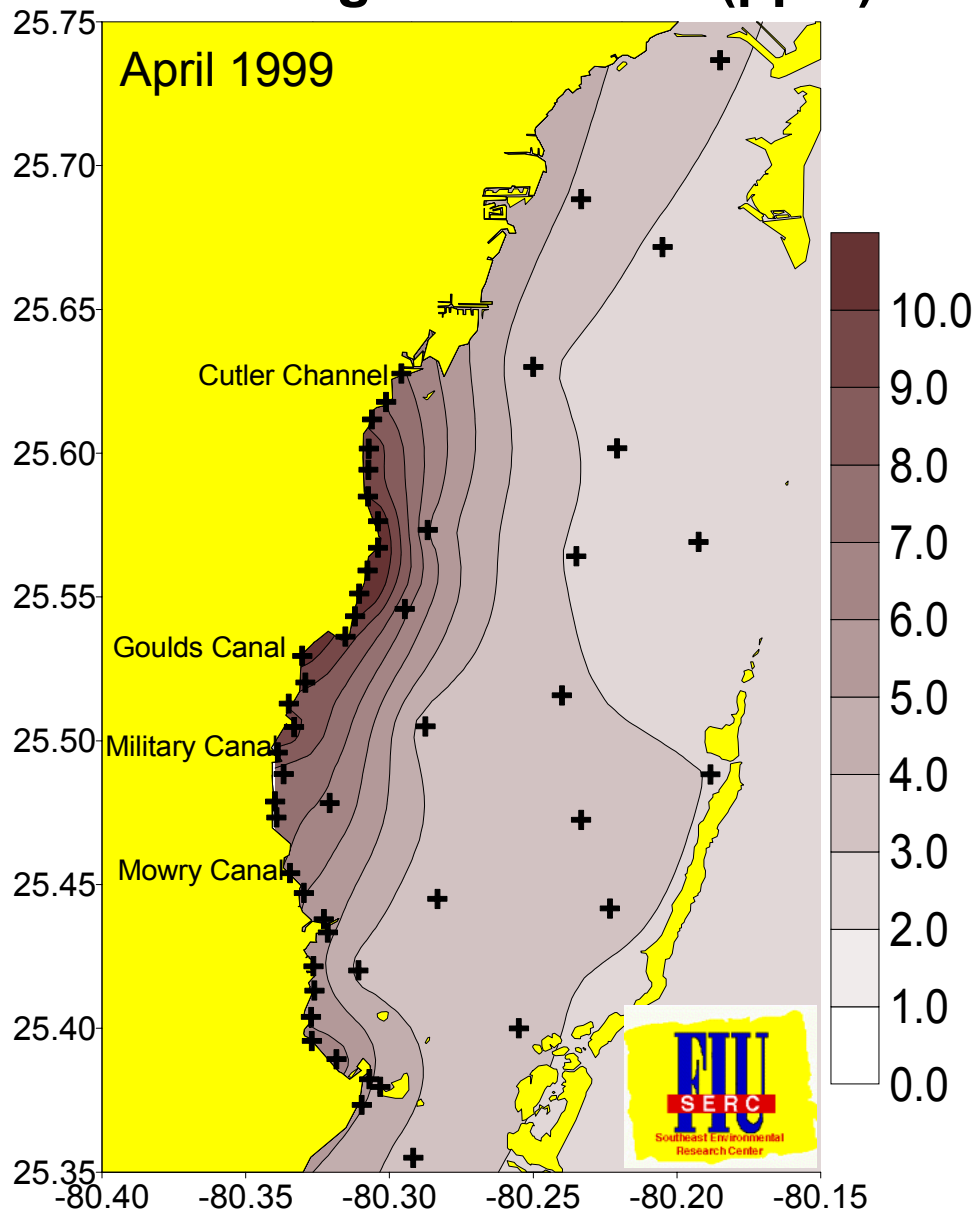 April 1999
25.75
25.70
25.65
25.60
25.55
25.50
25.45
25.40
25.35
Cutler Channel
Goulds Canal
Military Canal
Mowry Canal
10.0
9.0
8.0
7.0
6.0
5.0
4.0
3.0
2.0
1.0
0.0
FIU
SERC
Southeast Environmental
Research Center
-80.40 -80.35 -80.30 -80.25 -80.20 -80.15